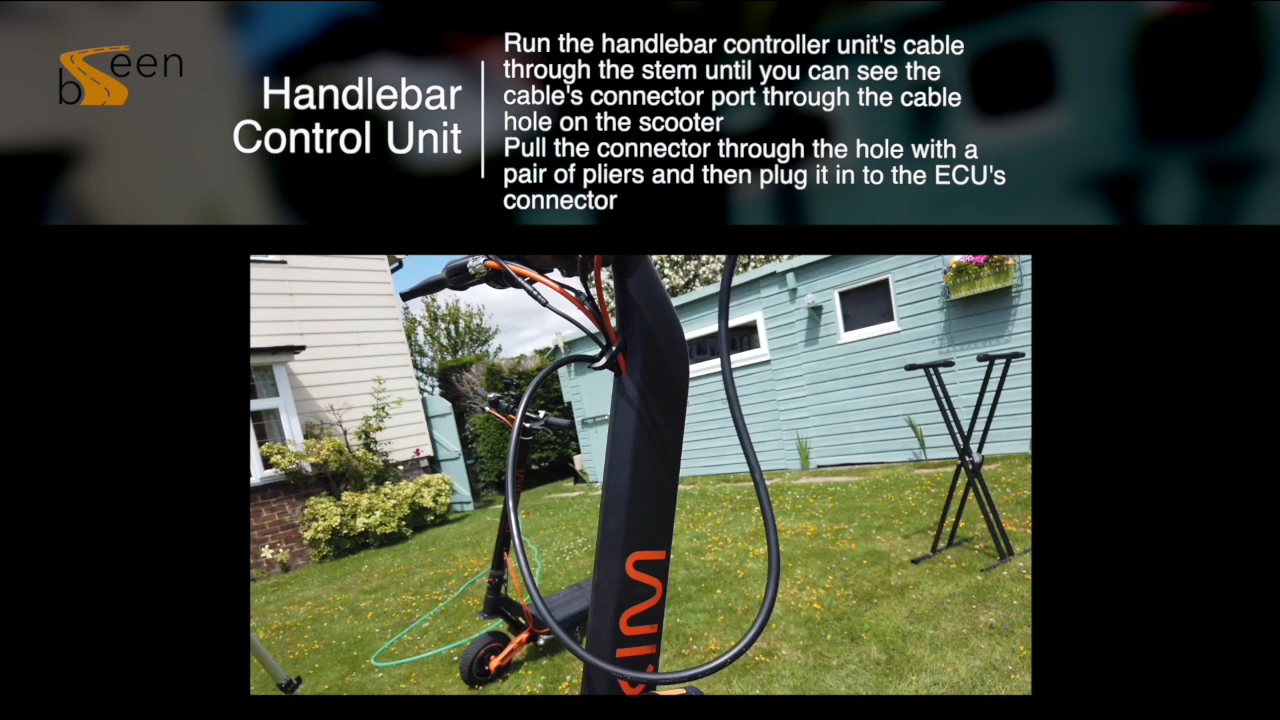 bSeen
Handlebar
Control Unit
Run the handlebar controller unit's cable
through the stem until you can see the
cable's connector port through the cable
hole on the scooter
Pull the connector through the hole with a
pair of pliers and then plug it in to the ECU's
connector